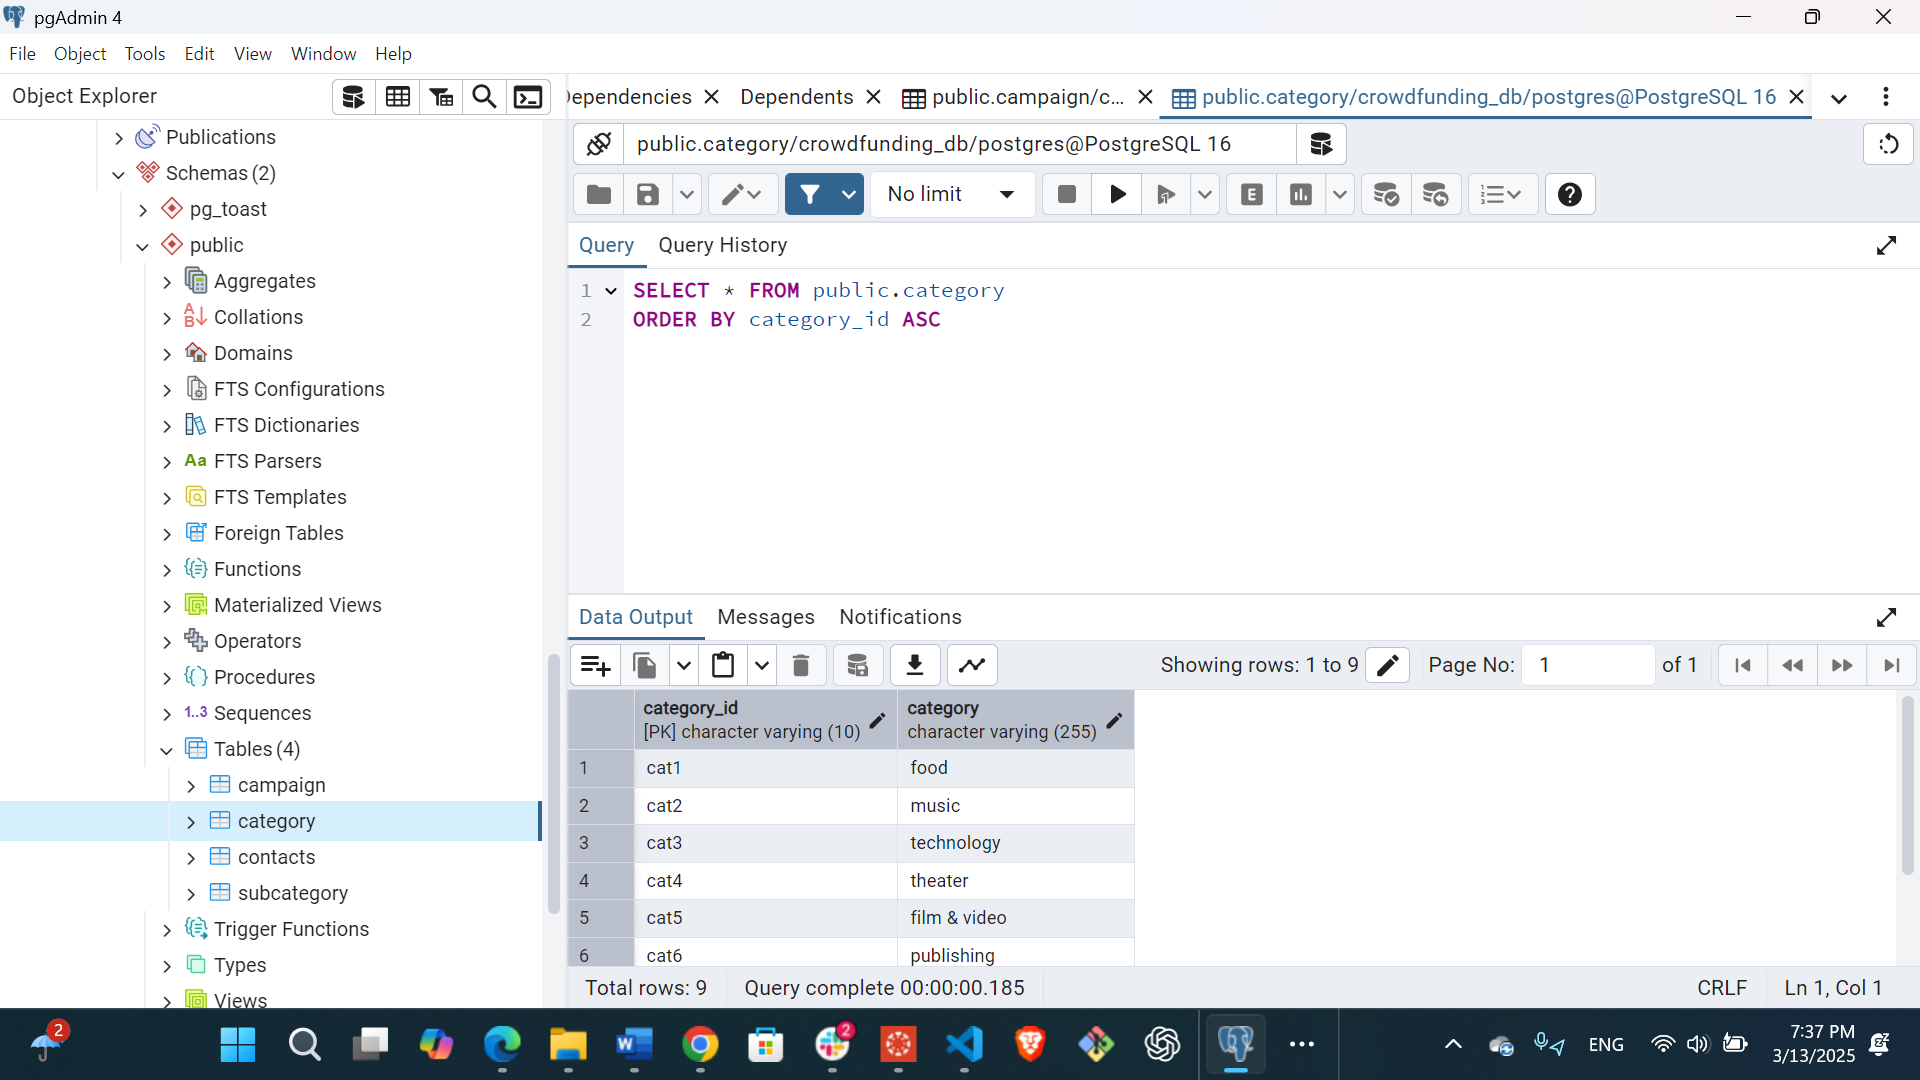 pgAdmin 4
File Object Tools Edit View Window Help
Object Explorer
Dependencies Dependents public.campaign/c... public.category/crowdfunding_db/postgres@PostgreSQL 16
public.category/crowdfunding_db/postgres@PostgreSQL 16
No limit
E
Query Query History
1 SELECT * FROM public.category
2 ORDER BY category_id ASC
Publications
Schemas (2)
pg_toast
public
Aggregates
Collations
Domains
FTS Configurations
FTS Dictionaries
Aa FTS Parsers
FTS Templates
Foreign Tables
Functions
Materialized Views
Operators
Procedures
1..3 Sequences
Tables (4)
campaign
category
contacts
subcategory
Trigger Functions
Types
Views
Data Output Messages Notifications
Showing rows: 1 to 9 Page No: 1 of 1
category_id category
[PK] character varying (10) character varying (255)
1 cat1 food
2 cat2 music
3 cat3 technology
4 cat4 theater
5 cat5 film & video
6 cat6 publishing
Total rows: 9 Query complete 00:00:00.185 CRLF Ln 1, Col 1
2 2 ENG 7:37 PM
3/13/2025